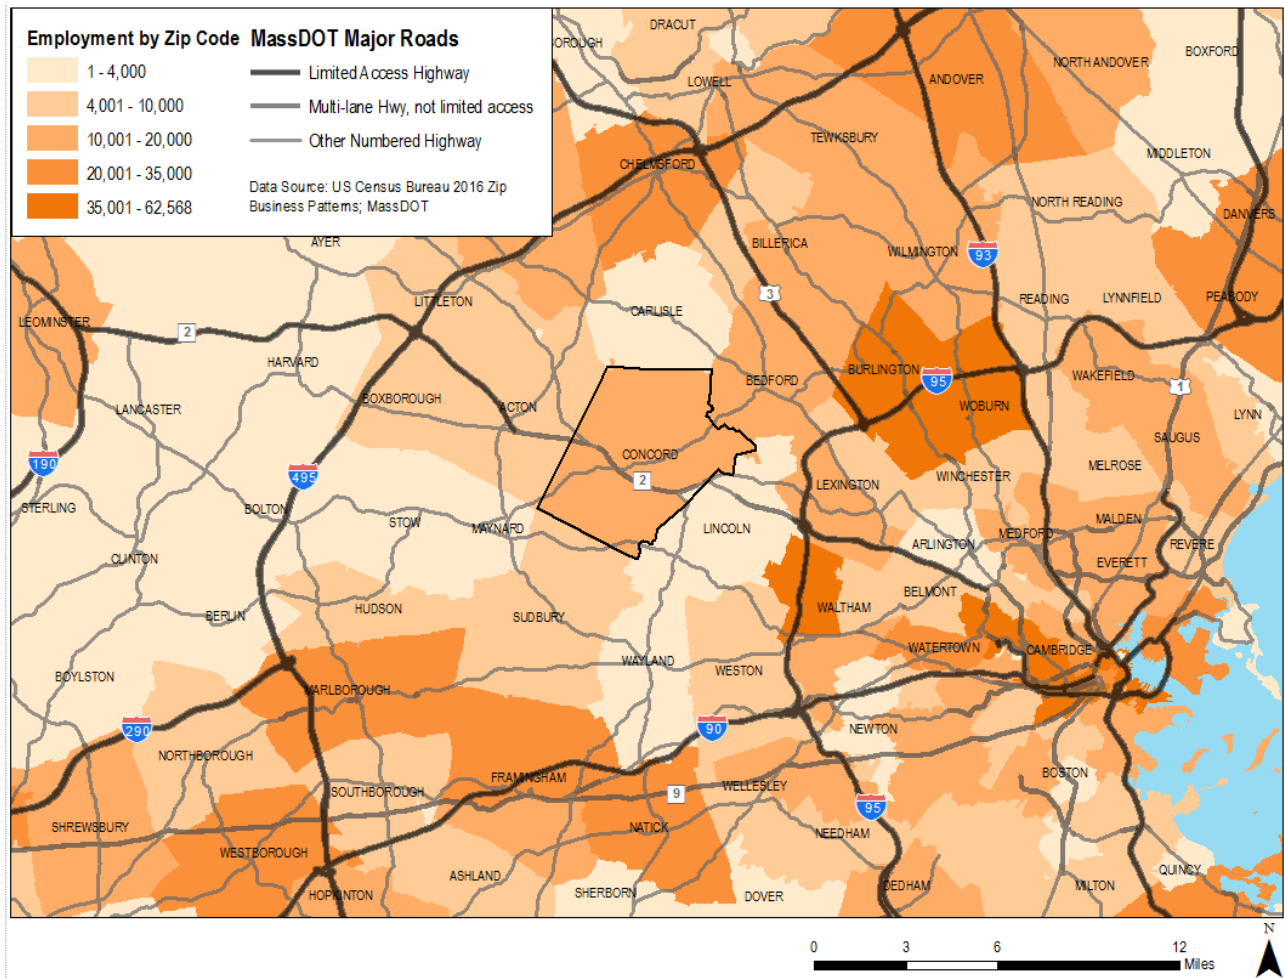 Employment by Zip Code
1 - 4,000
4,001 - 10,000
10,001 - 20,000
20,001 - 35,000
35,001 - 62,568
MassDOT Major Roads
Limited Access Highway
Multi-lane Hwy, not limited access
Other Numbered Highway
Data Source: US Census Bureau 2016 Zip
Business Patterns; MassDOT
DRACUT
OROUGH
BOXFORD
NORTH ANDOVER
ANDOVER
LOWELL
TEWKSBURY
MIDDLETON
CHELMSFORD
NORTH READING
DANVERS
AYER
BILLERICA
WILMINGTON
93
3
LITTLETON
READING
LYNNFIELD
PEABODY
CARLISLE
LEOMINSTER
2
HARVARD
BURLINGTON
95
BEDFORD
WAKEFIELD
1
BOXBOROUGH
ACTON
WOBURN
LANCASTER
LYNN
SAUGUS
CONCORD
190
495
2
MELROSE
WINCHESTER
LEXINGTON
STERLING
BOLTON
STOW
MAYNARD
LINCOLN
MALDEN
MEDFORD
ARLINGTON
REVERE
CLINTON
EVERETT
BELMONT
HUDSON
WALTHAM
BERLIN
SUDBURY
WATERTOWN
CAMBRIDGE
WAYLAND
WESTON
BOYLSTON
MARLBOROUGH
290
90
NEWTON
NORTHBOROUGH
BOSTON
FRAMINGHAM
WELLESLEY
SOUTHBOROUGH
9
95
SHREWSBURY
NATICK
NEEDHAM
WESTBOROUGH
QUINCY
ASHLAND
DEDHAM
MILTON
HOPKINTON
SHERBORN
DOVER
N
0 3 6 12
Miles